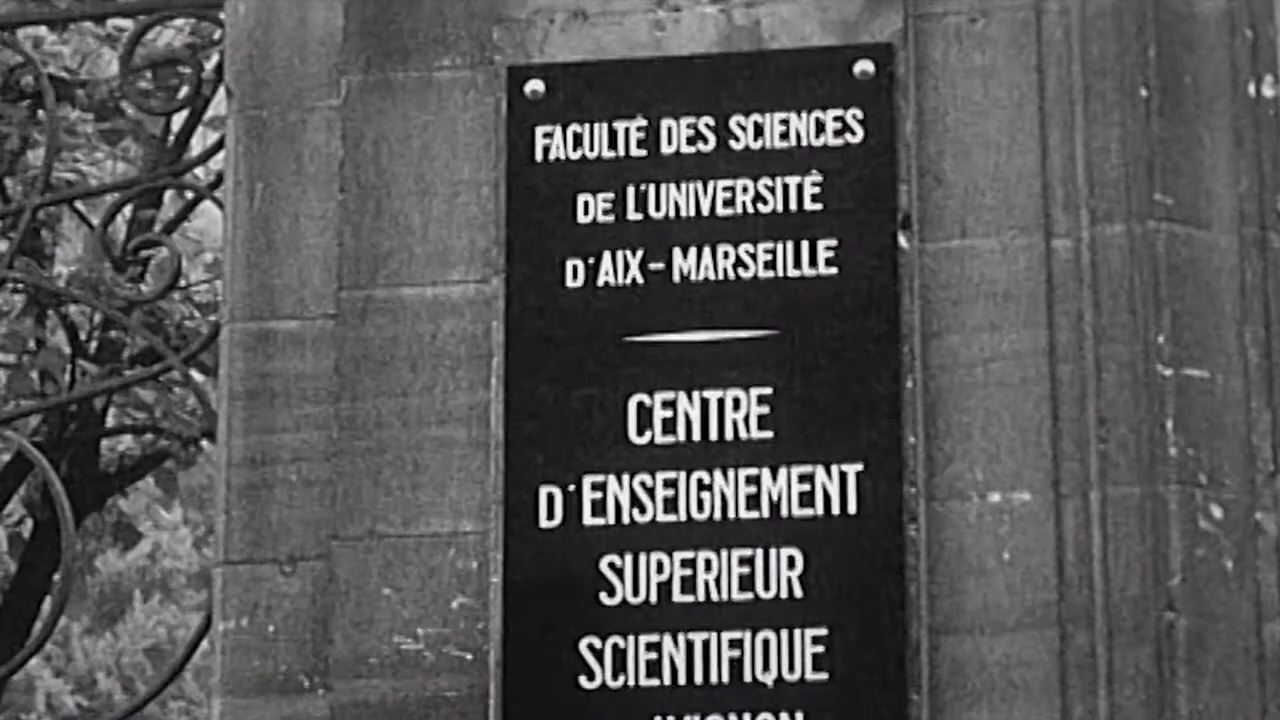 FACULTÉ DES SCIENCES
DE L'UNIVERSITÉ
D'AIX-MARSEILLE
CENTRE
D'ENSEIGNEMENT
SUPERIEUR
SCIENTIFIQUE